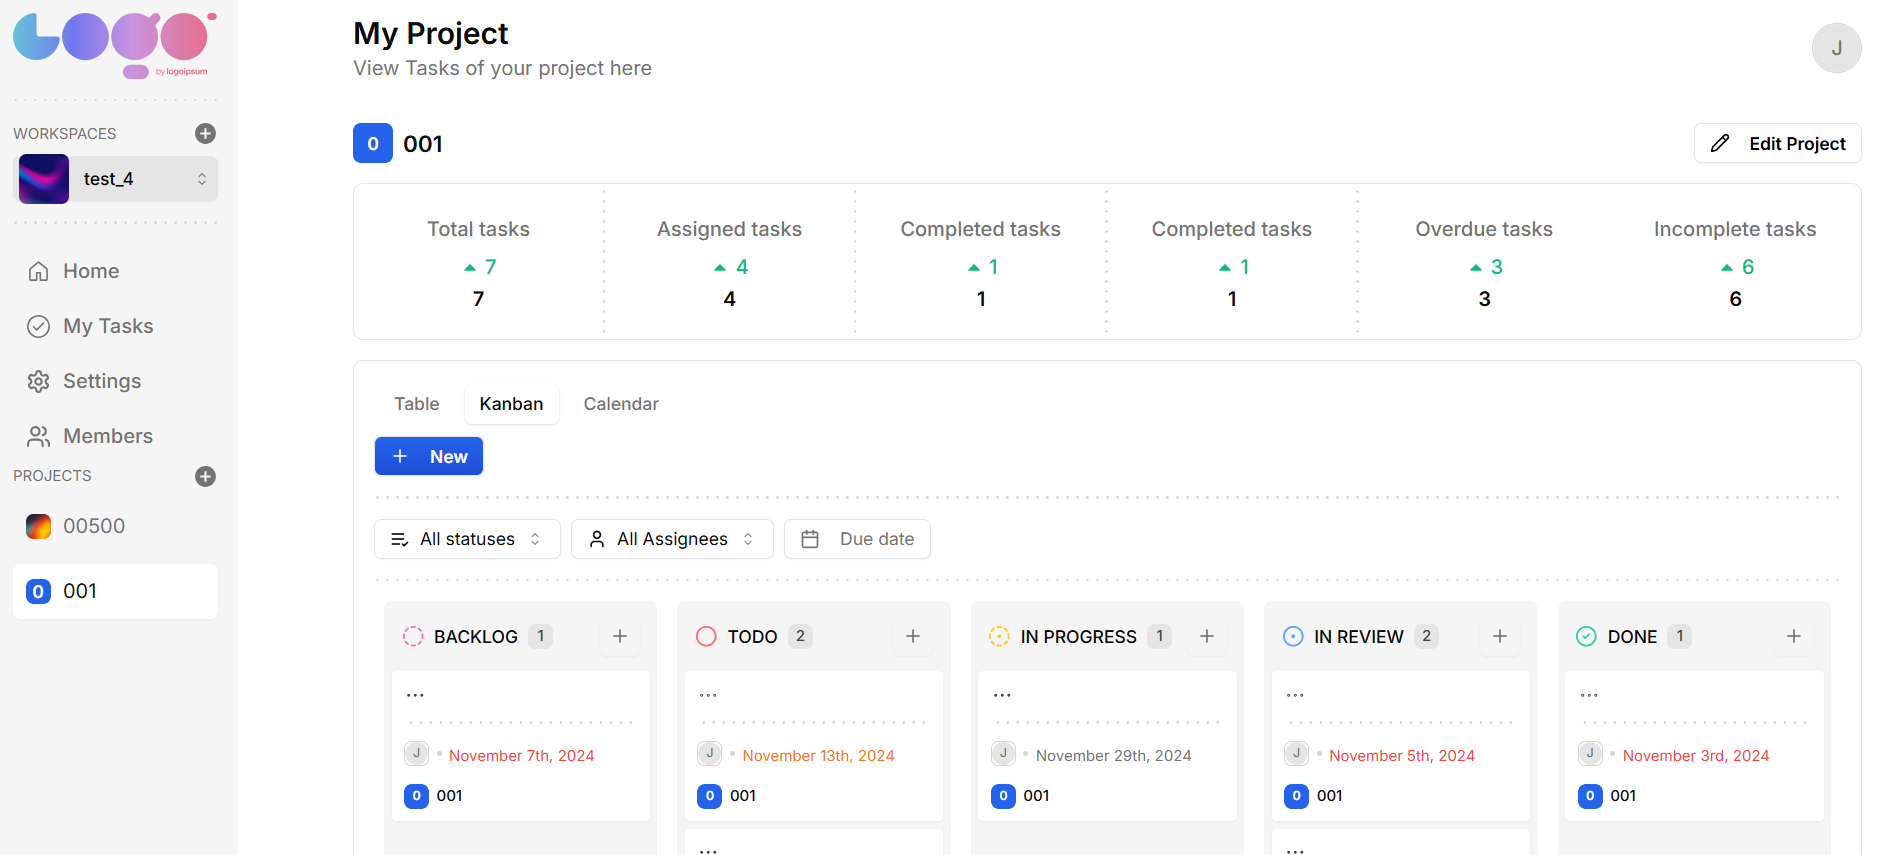 Logo
by logoipsum
WORKSPACES
test_4
Home
My Tasks
Settings
Members
PROJECTS
00500
0 001
My Project
View Tasks of your project here
J
0 001
Edit Project
Total tasks
7
7
Assigned tasks
4
4
Completed tasks
1
1
Completed tasks
1
1
Overdue tasks
3
3
Incomplete tasks
6
6
Table Kanban Calendar
+ New
All statuses
All Assignees
Due date
BACKLOG 1 +
...
J • November 7th, 2024
0 001
TODO 2 +
...
J • November 13th, 2024
0 001
...
IN PROGRESS 1 +
...
J • November 29th, 2024
0 001
IN REVIEW 2 +
...
J • November 5th, 2024
0 001
...
DONE 1 +
...
J • November 3rd, 2024
0 001